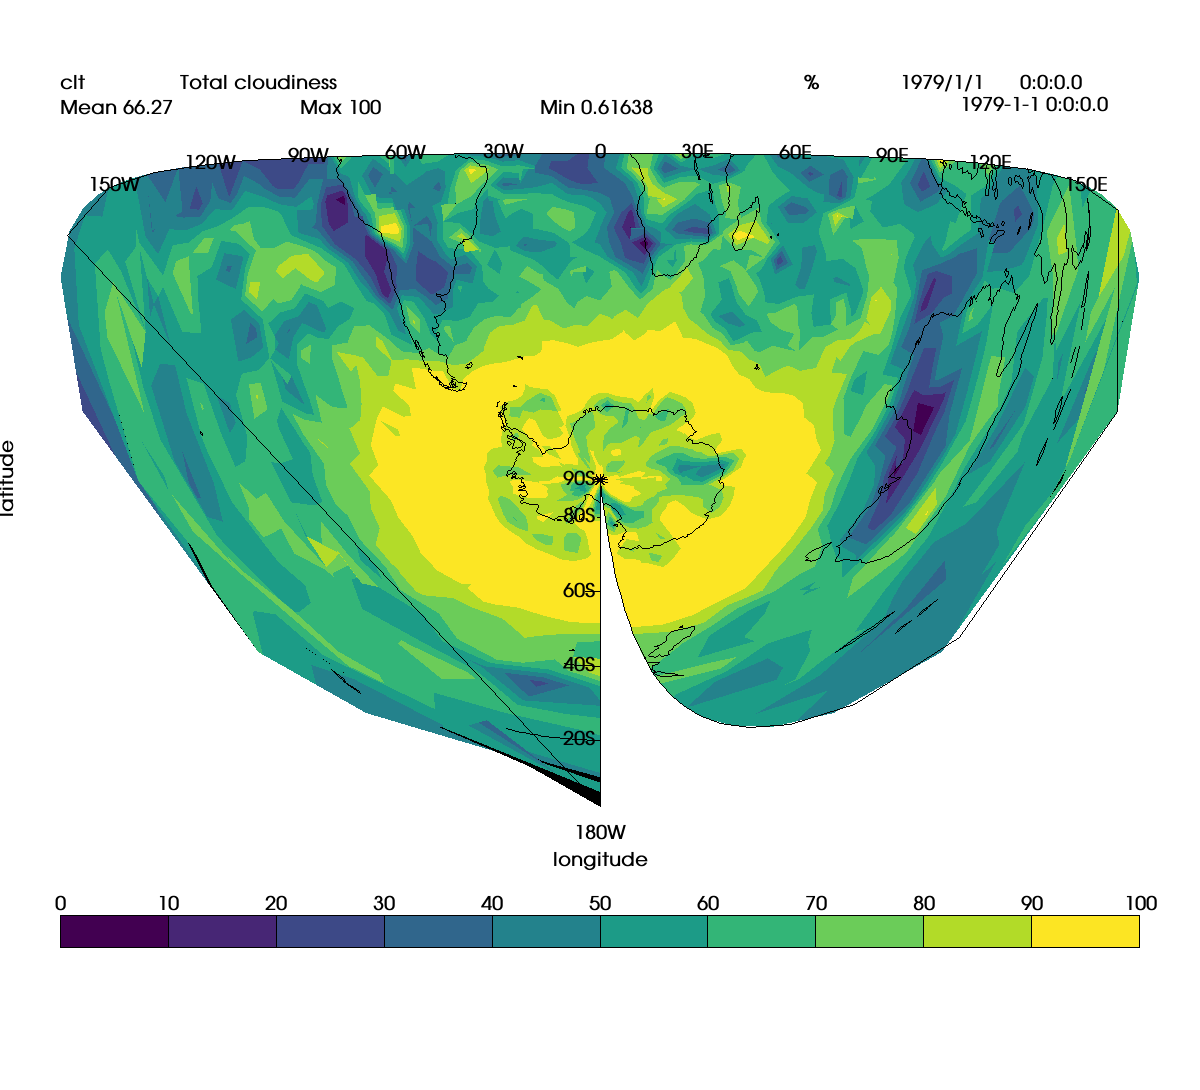 clt Total cloudiness % 1979/1/1 0:0:0.0
Mean 66.27 Max 100 Min 0.61638 1979-1-1 0:0:0.0
150W 120W 90W 60W 30W 0 30E 60E 90E 120E 150E
latitude
90S
80S
60S
40S
20S
180W
longitude
0 10 20 30 40 50 60 70 80 90 100